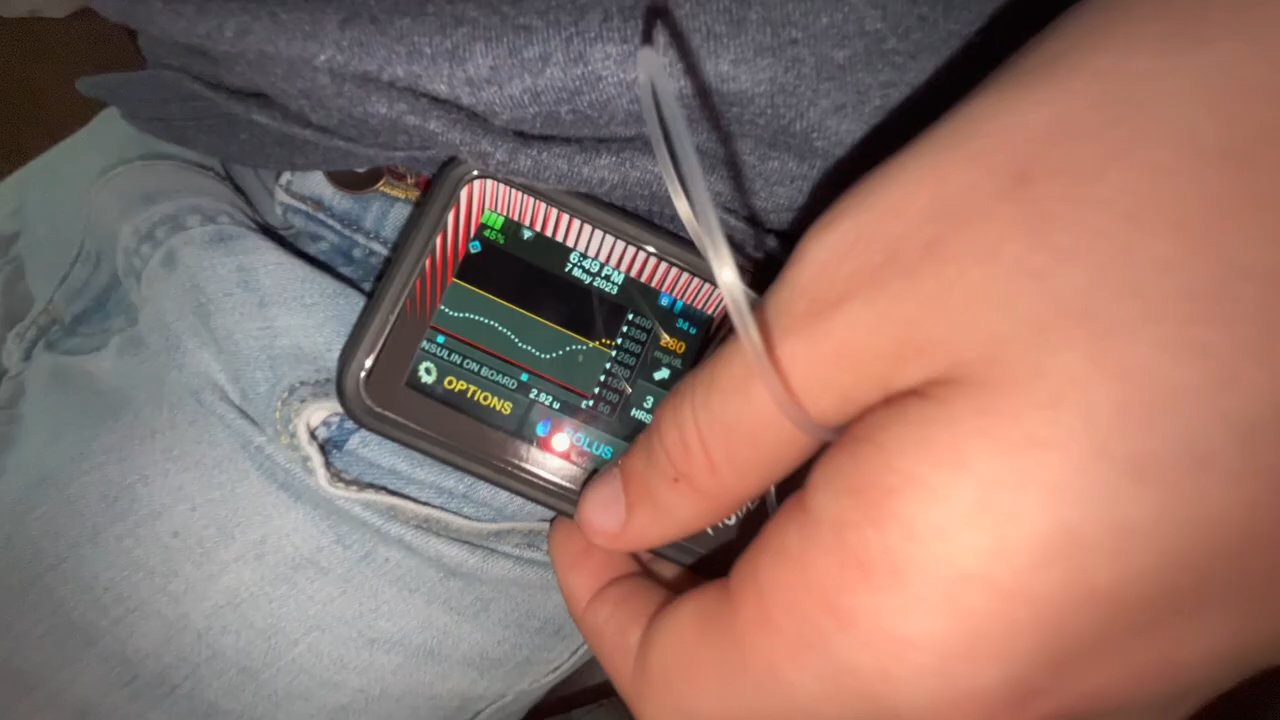 45%
6:49 PM
7 May 2023
B
34 u
400
350
300
250
200
150
100
50
280
mg/dL
3
HRS
NSULIN ON BOARD
B
2.92 u
OPTIONS
OLUS